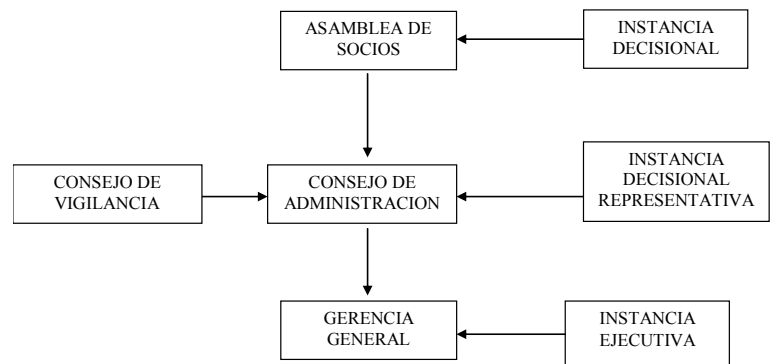 ASAMBLEA DE
SOCIOS
INSTANCIA
DECISIONAL
CONSEJO DE
VIGILANCIA
CONSEJO DE
ADMINISTRACION
INSTANCIA
DECISIONAL
REPRESENTATIVA
GERENCIA
GENERAL
INSTANCIA
EJECUTIVA